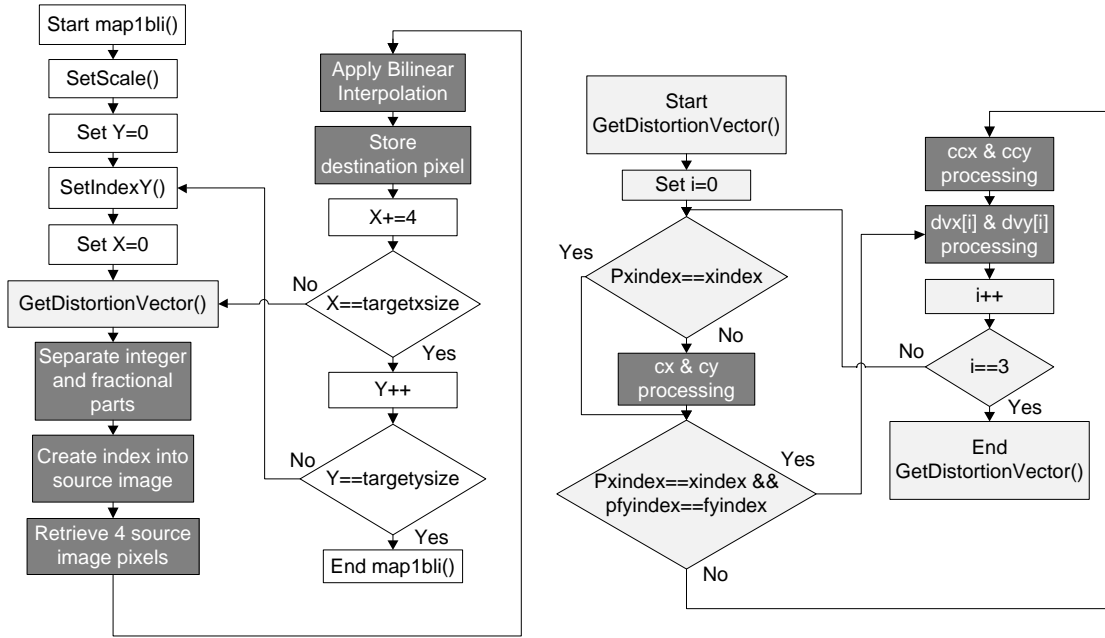 Start map1bli()
SetScale()
Set Y=0
SetIndexY()
Set X=0
GetDistortionVector()
Separate integer
and fractional
parts
Create index into
source image
Retrieve 4 source
image pixels
Apply Bilinear
Interpolation
Store
destination pixel
X+=4
No
X==targetxsize
Yes
Y++
No
Y==targetysize
Yes
End map1bli()
Start
GetDistortionVector()
Set i=0
Yes
Pxindex==xindex
No
cx & cy
processing
Yes
Pxindex==xindex &&
pfyindex==fyindex
No
ccx & ccy
processing
dvx[i] & dvy[i]
processing
i++
No
i==3
Yes
End
GetDistortionVector()